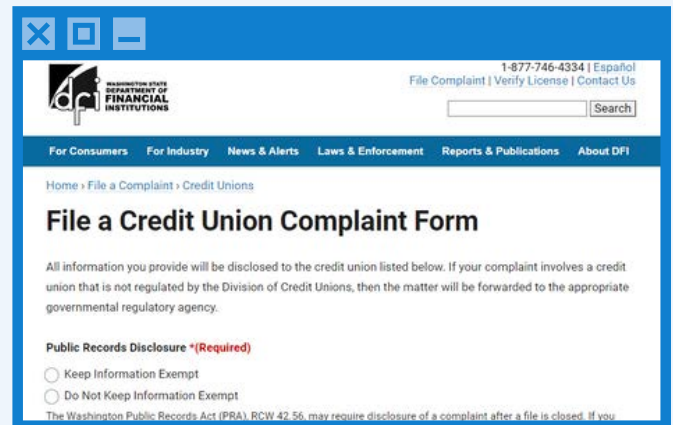 WASHINGTON STATE
DEPARTMENT OF
FINANCIAL
INSTITUTIONS
dfi
1-877-746-4334 | Español
File Complaint | Verify License | Contact Us
Search
For Consumers For Industry News & Alerts Laws & Enforcement Reports & Publications About DFI
Home › File a Complaint › Credit Unions
File a Credit Union Complaint Form
All information you provide will be disclosed to the credit union listed below. If your complaint involves a credit
union that is not regulated by the Division of Credit Unions, then the matter will be forwarded to the appropriate
governmental regulatory agency.
Public Records Disclosure *(Required)
Keep Information Exempt
Do Not Keep Information Exempt
The Washington Public Records Act (PRA), RCW 42.56, may require disclosure of a complaint after a file is closed. If you